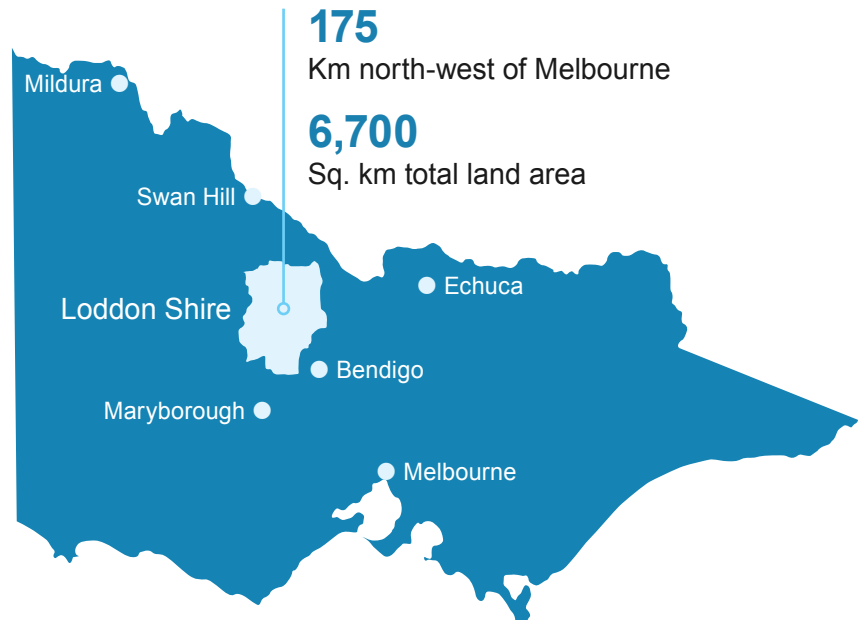 175
Km north-west of Melbourne
6,700
Sq. km total land area
Mildura
Swan Hill
Echuca
Loddon Shire
Bendigo
Maryborough
Melbourne